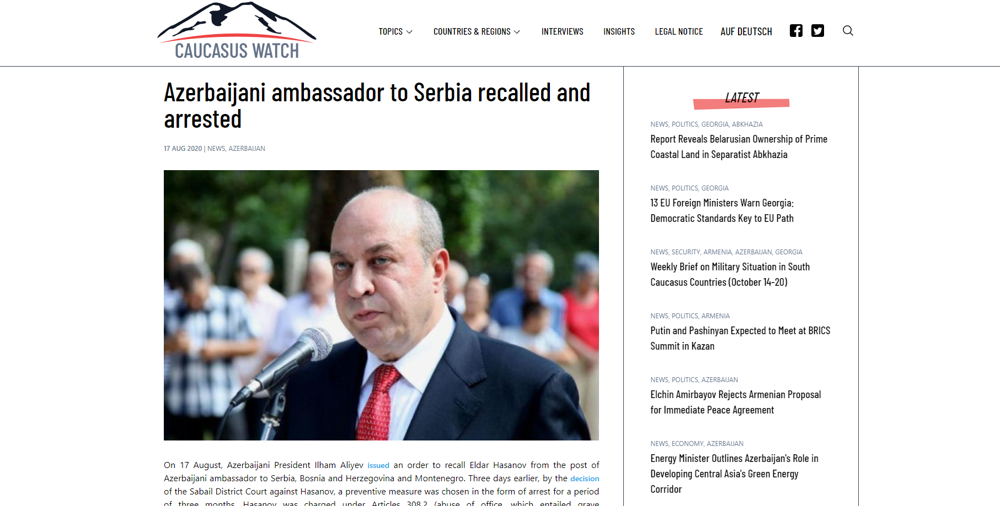 CAUCASUS WATCH
TOPICS
COUNTRIES & REGIONS
INTERVIEWS
INSIGHTS
LEGAL NOTICE
AUF DEUTSCH
Azerbaijani ambassador to Serbia recalled and
arrested
17 AUG 2020 | NEWS, AZERBAIJAN
On 17 August, Azerbaijani President Ilham Aliyev issued an order to recall Eldar Hasanov from the post of
Azerbaijani ambassador to Serbia, Bosnia and Herzegovina and Montenegro. Three days earlier, by the decision
of the Sabail District Court against Hasanov, a preventive measure was chosen in the form of arrest for a period
of three months. Hasanov was charged under Articles 308.2 (abuse of office, which entailed grave
LATEST
NEWS, POLITICS, GEORGIA, ABKHAZIA
Report Reveals Belarusian Ownership of Prime
Coastal Land in Separatist Abkhazia
NEWS, POLITICS, GEORGIA
13 EU Foreign Ministers Warn Georgia:
Democratic Standards Key to EU Path
NEWS, SECURITY, ARMENIA, AZERBAIJAN, GEORGIA
Weekly Brief on Military Situation in South
Caucasus Countries (October 14-20)
NEWS, POLITICS, ARMENIA
Putin and Pashinyan Expected to Meet at BRICS
Summit in Kazan
NEWS, POLITICS, AZERBAIJAN
Elchin Amirbayov Rejects Armenian Proposal
for Immediate Peace Agreement
NEWS, ECONOMY, AZERBAIJAN
Energy Minister Outlines Azerbaijan's Role in
Developing Central Asia's Green Energy
Corridor